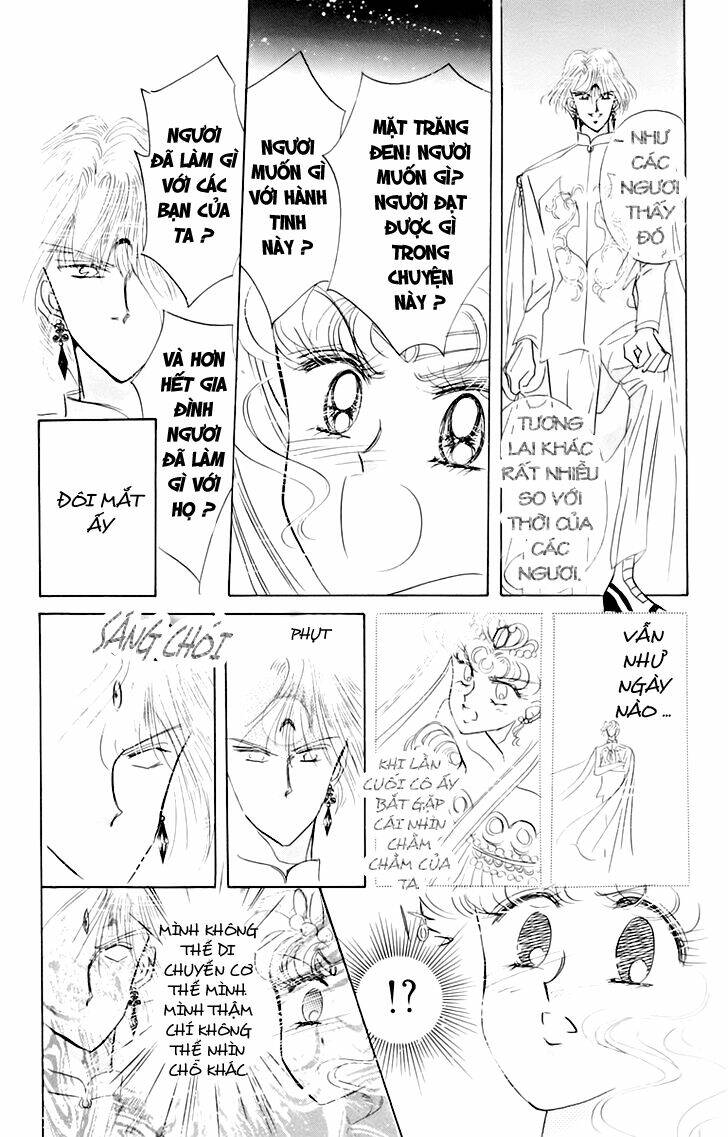 NHƯ
CÁC
NGƯƠI
THẤY
ĐÓ
TƯƠNG
LAI KHÁC
RẤT NHIỀU
SO VỚI
THỜI CỦA
CÁC
NGƯƠI.
MẶT TRĂNG
ĐEN! NGƯƠI
MUỐN GÌ?
NGƯƠI ĐẠT
ĐƯỢC GÌ
TRONG
CHUYỆN
NÀY ?
NGƯƠI
MUỐN GÌ
VỚI HÀNH
TINH
NÀY ?
NGƯƠI
ĐÃ LÀM GÌ
VỚI CÁC
BẠN CỦA
TA ?
VÀ HƠN
HẾT GIA
ĐÌNH
NGƯƠI
ĐÃ LÀM
GÌ VỚI
HỌ ?
ĐÔI MẮT
ẤY
VẪN
NHƯ
NGÀY
NÀO ...
KHI LẦN
CUỐI CÔ ẤY
BẮT GẶP
CÁI NHÌN
CHẰM
CHẰM CỦA
TA
PHỤT
SÁNG CHÓI
!?
MÌNH KHÔNG
THỂ DI
CHUYỂN CƠ
THỂ MÌNH.
MÌNH THẬM
CHÍ KHÔNG
THỂ NHÌN
CHỖ KHÁC